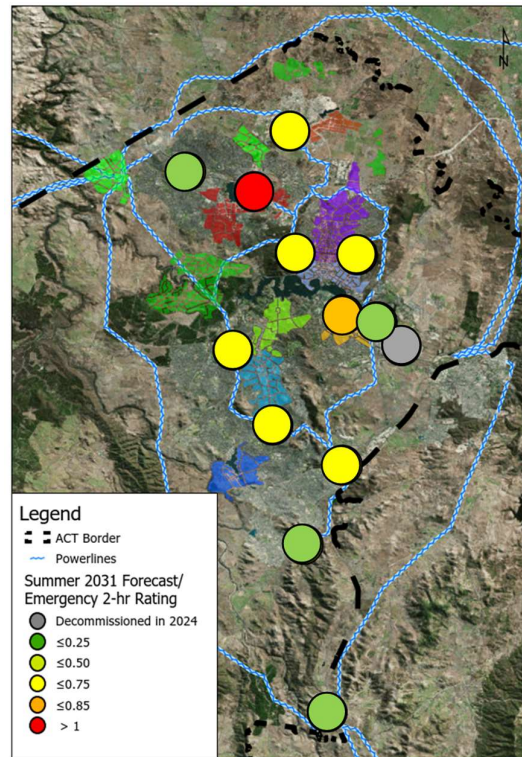 N
Legend
ACT Border
Powerlines
Summer 2031 Forecast/
Emergency 2-hr Rating
Decommissioned in 2024
≤0.25
≤0.50
≤0.75
≤0.85
> 1